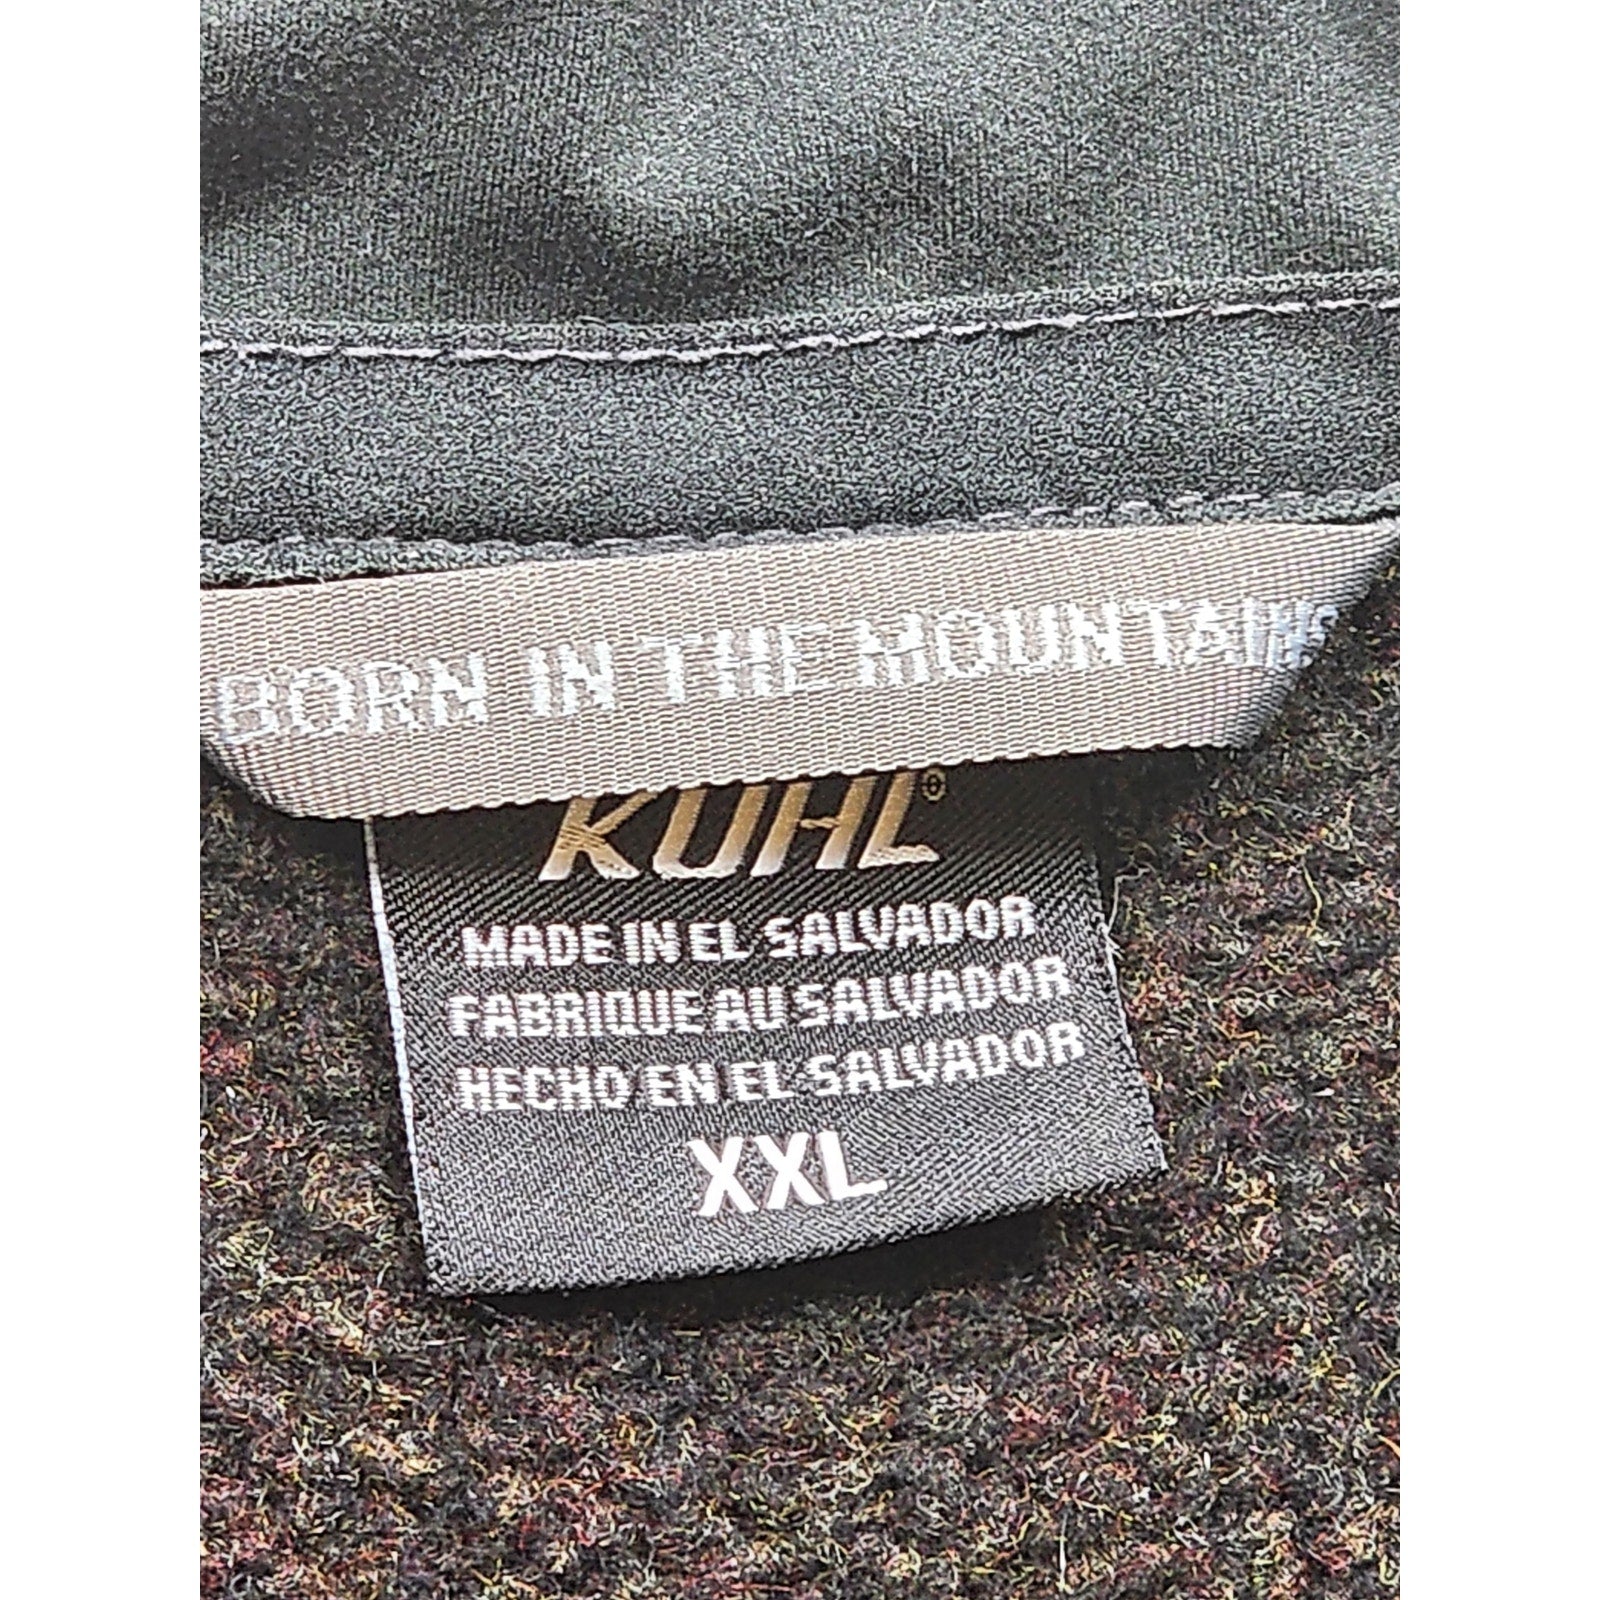 BORN IN THE MOUNTAINS
KUHL®
MADE IN EL SALVADOR
FABRIQUE AU SALVADOR
HECHO EN EL SALVADOR
XXL